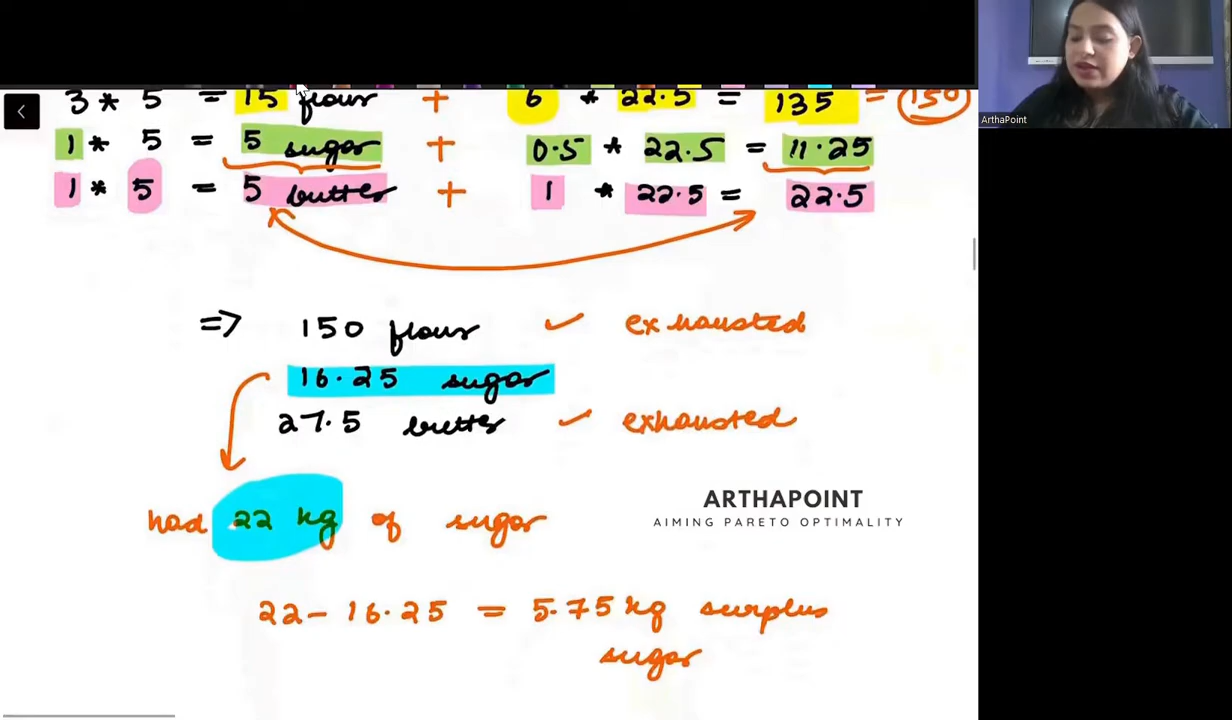 3 * 5 = 15 flour + 6 * 22.5 = 135 = 150
1 * 5 = 5 sugar + 0.5 * 22.5 = 11.25
1 * 5 = 5 butter + 1 * 22.5 = 22.5
ArthaPoint
=> 150 flour ✓ exhausted
16.25 sugar
27.5 butter ✓ exhausted
ARTHAPOINT
AIMING PARETO OPTIMALITY
had 22 kg of sugar
22 - 16.25 = 5.75 kg surplus
sugar